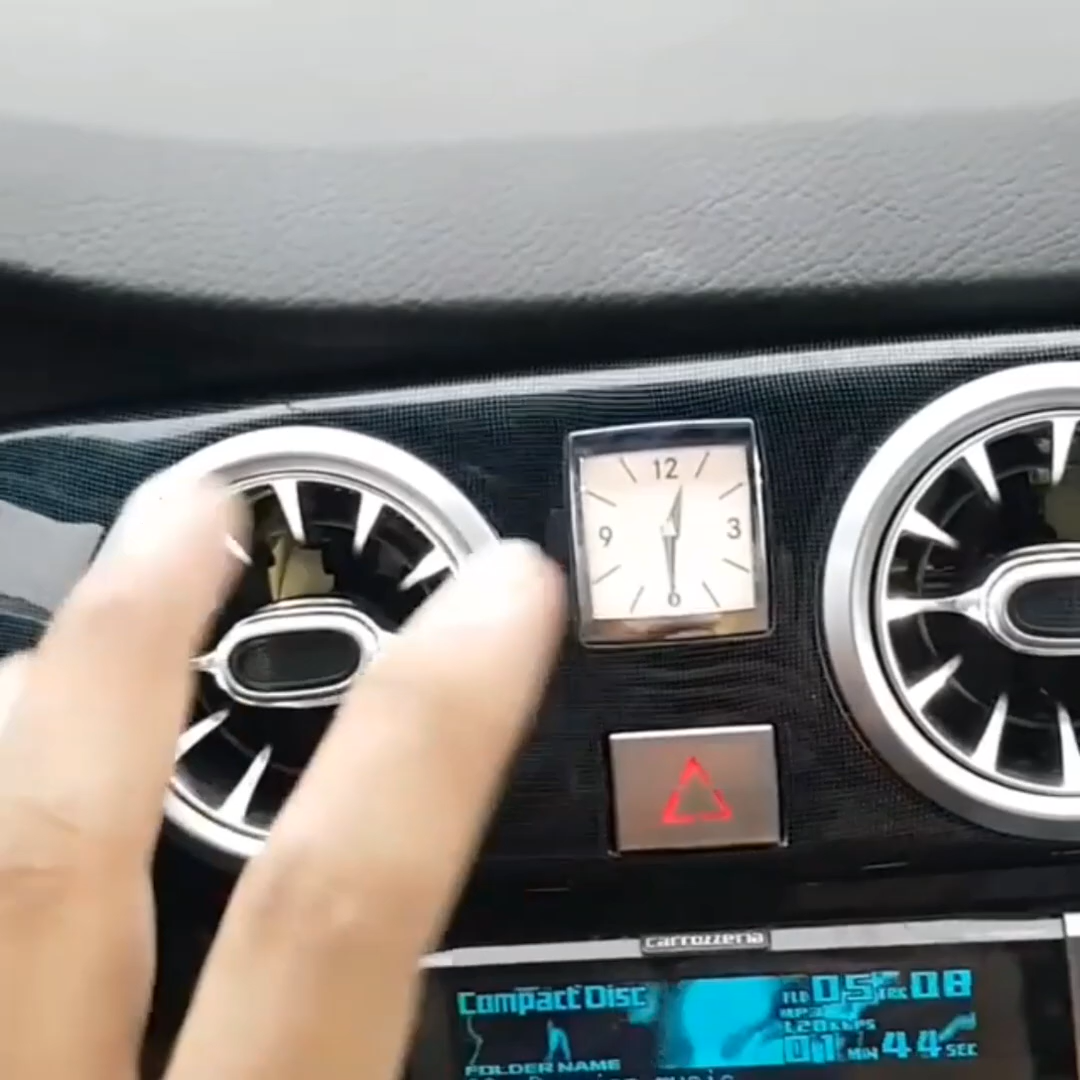 12
9 3
6
carrozzeria
Compact Disc
FLD 05 TRK 08
MP3
128KBPS
01 MIN 44 SEC
FOLDER NAME